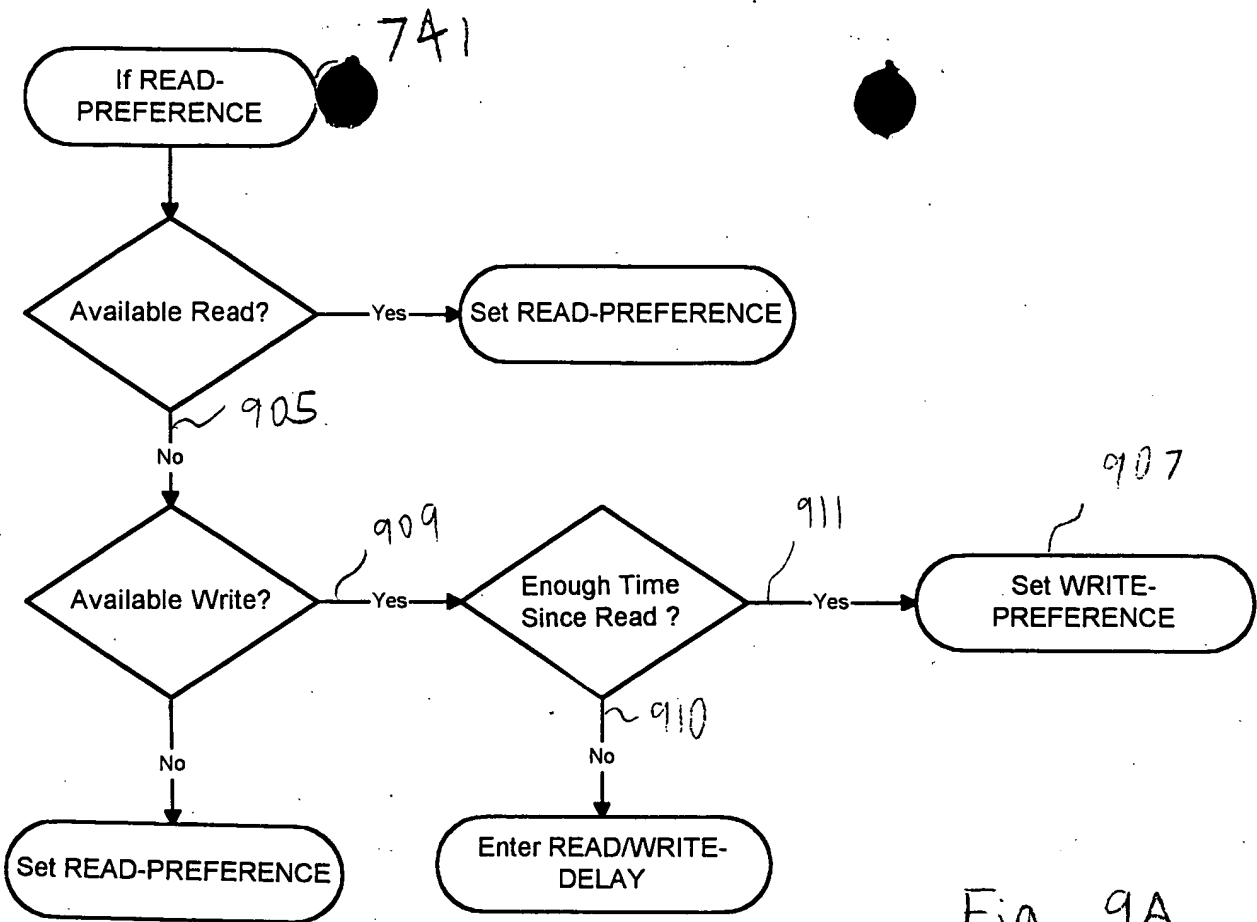 741
If READ-
PREFERENCE
Available Read?
Yes
Set READ-PREFERENCE
905
No
907
909
911
Available Write?
Yes
Enough Time
Since Read ?
Yes
Set WRITE-
PREFERENCE
910
No
No
Set READ-PREFERENCE
Enter READ/WRITE-
DELAY
Fig 9A